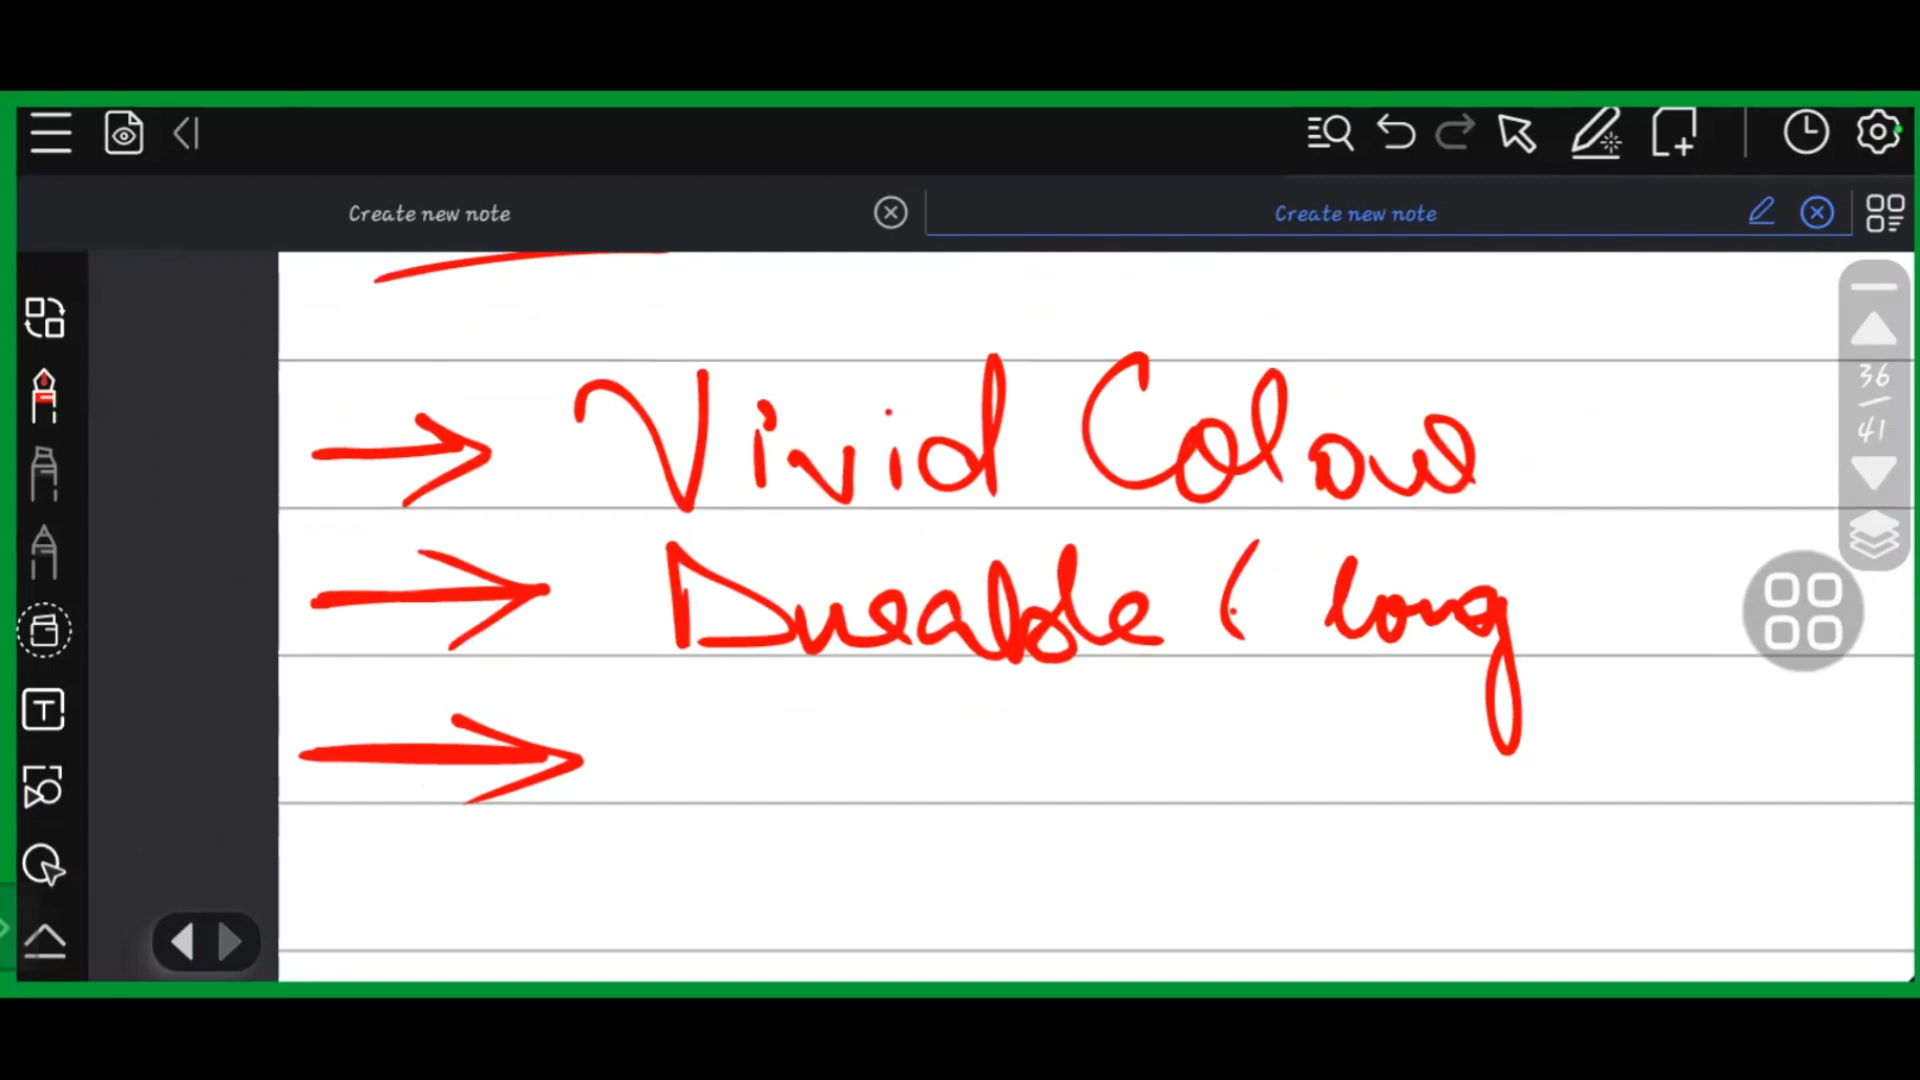 Create new note Create new note
36
41
→ Vivid Colour
→ Durable ( long
→